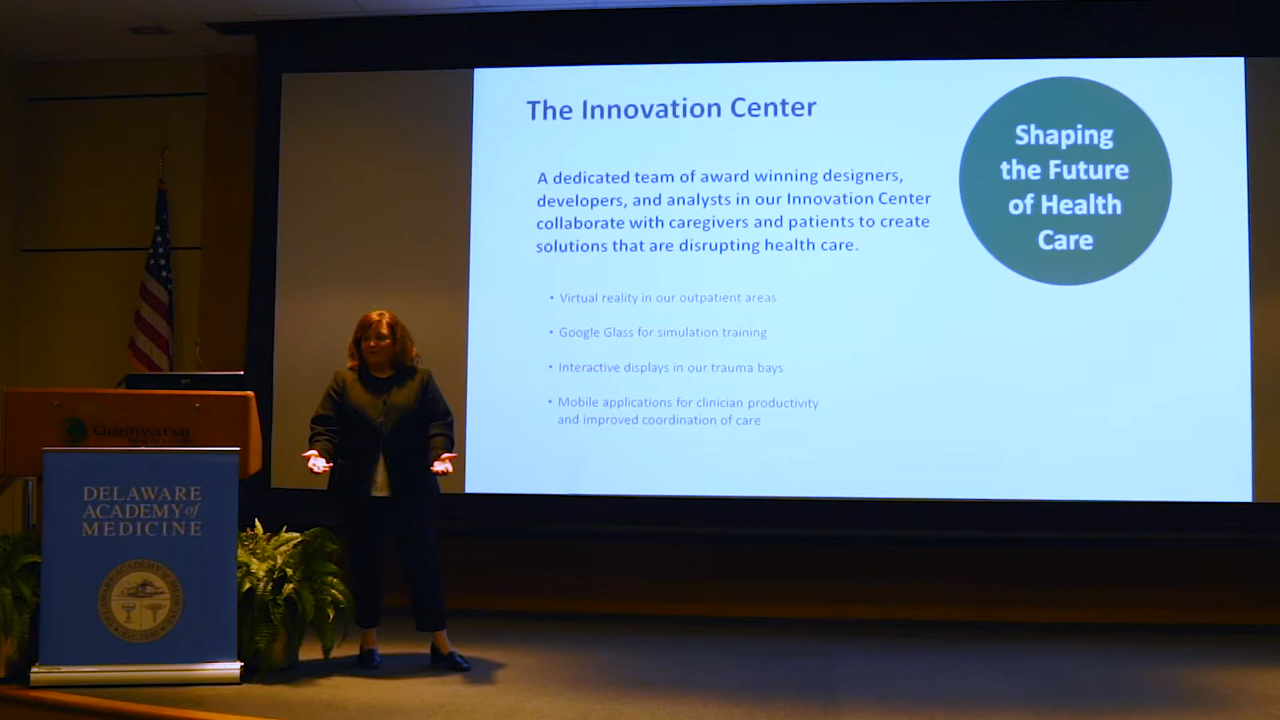 The Innovation Center
A dedicated team of award winning designers,
developers, and analysts in our Innovation Center
collaborate with caregivers and patients to create
solutions that are disrupting health care.
• Virtual reality in our outpatient areas
• Google Glass for simulation training
• Interactive displays in our trauma bays
• Mobile applications for clinician productivity
and improved coordination of care
Shaping
the Future
of Health
Care
CHRISTIANA CARE
DELAWARE
ACADEMY of
MEDICINE